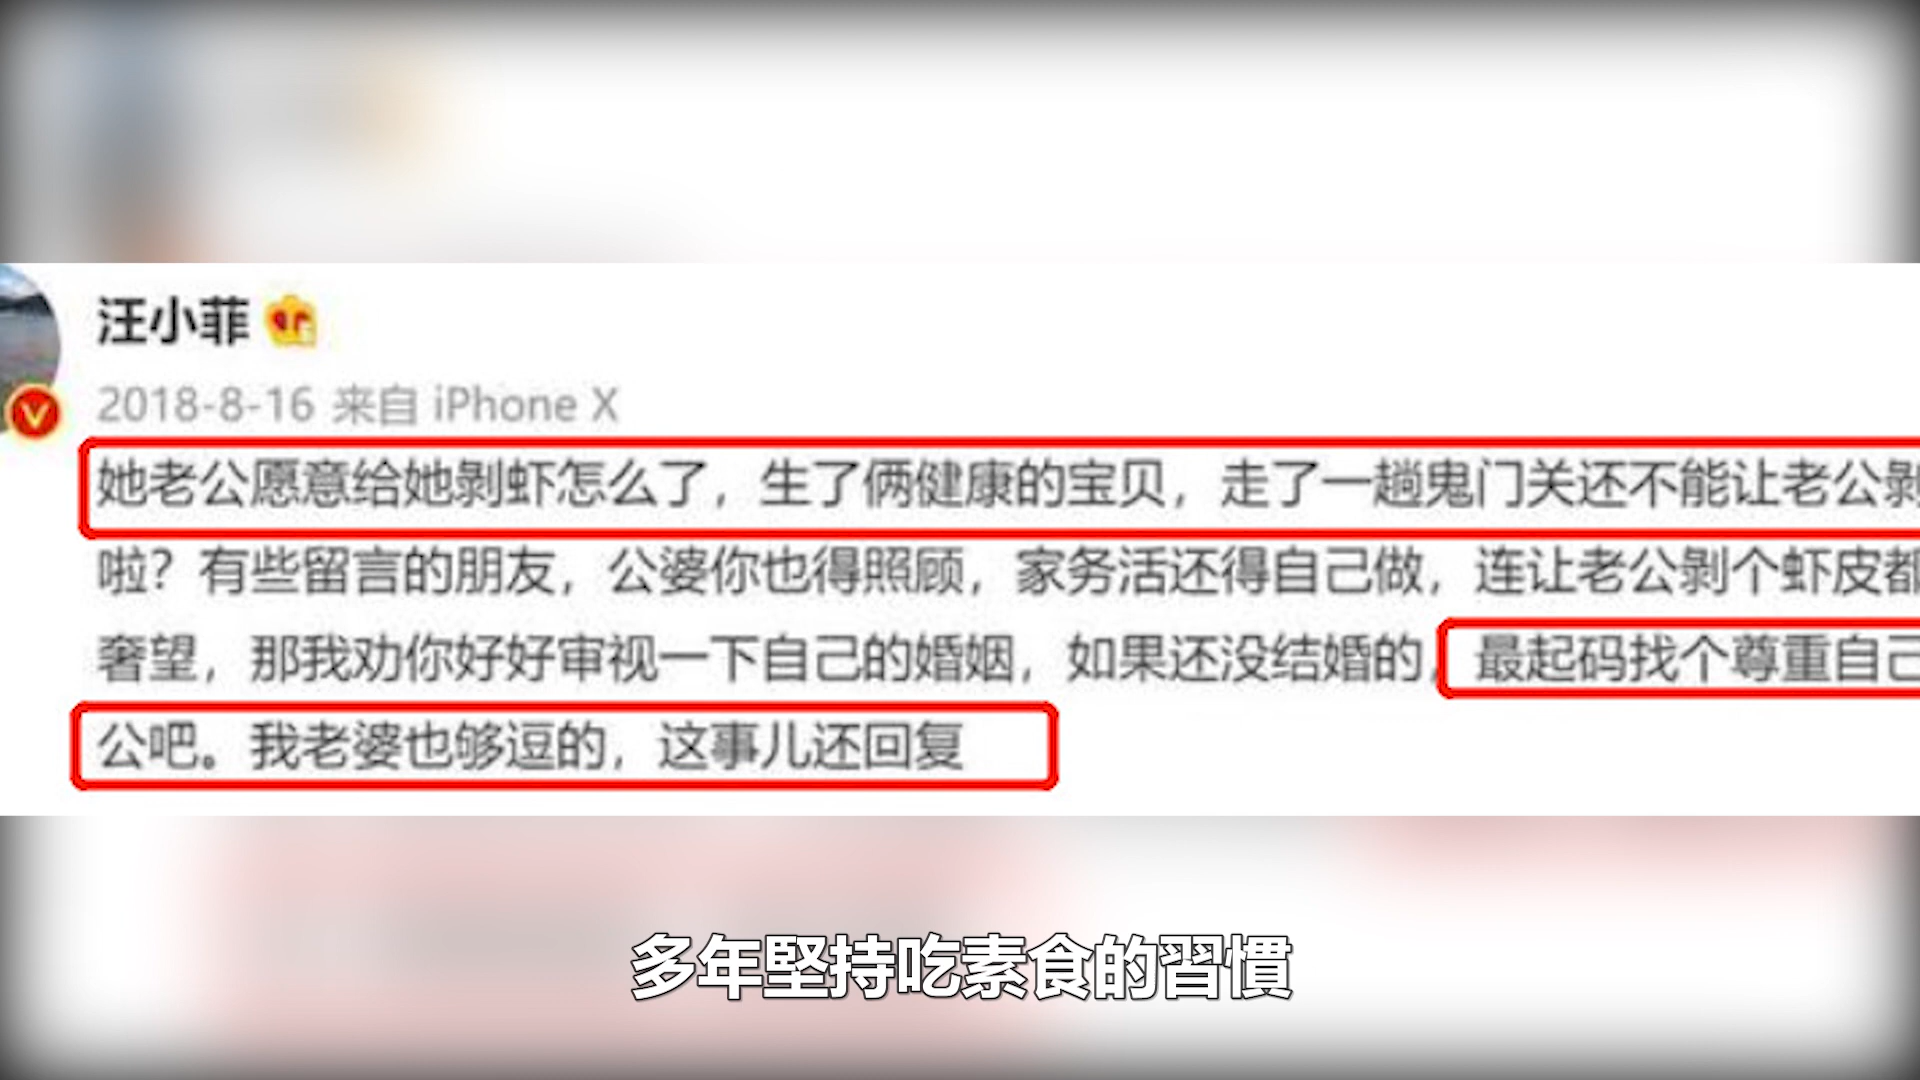 汪小菲
2018-8-16 来自 iPhone X
她老公愿意给她剥虾怎么了，生了俩健康的宝贝，走了一趟鬼门关还不能让老公剥
啦？有些留言的朋友，公婆你也得照顾，家务活还得自己做，连让老公剥个虾皮都
奢望，那我劝你好好审视一下自己的婚姻，如果还没结婚的，最起码找个尊重自己
公吧。我老婆也够逗的，这事儿还回复
多年堅持吃素食的習慣